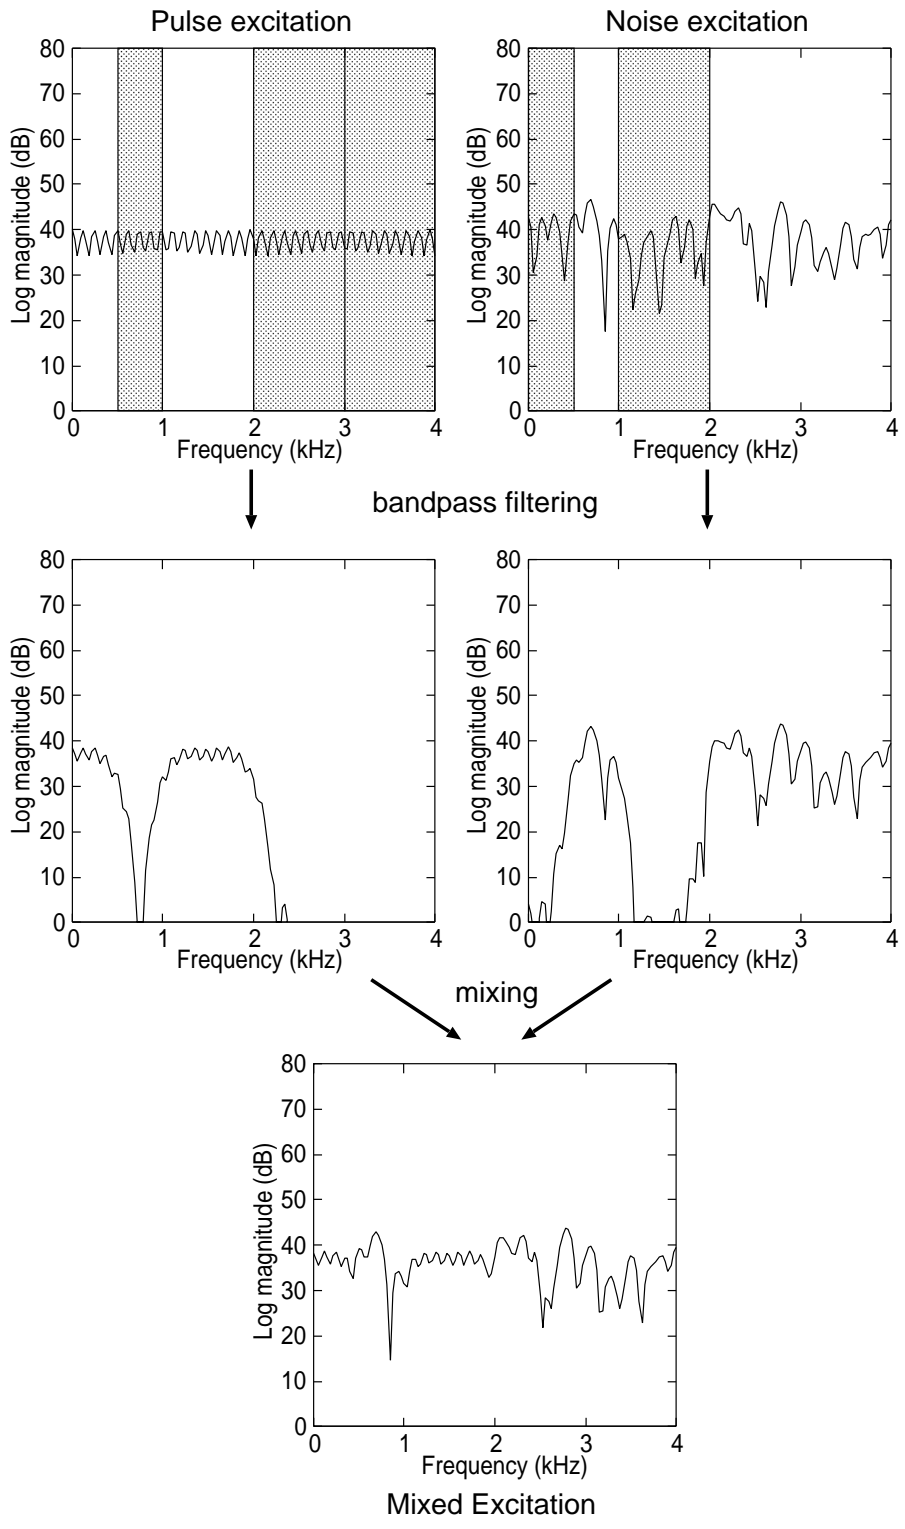 Pulse excitation
Noise excitation
80
70
60
50
40
30
20
10
0
Log magnitude (dB)
0 1 2 3 4
Frequency (kHz)
80
70
60
50
40
30
20
10
0
Log magnitude (dB)
0 1 2 3 4
Frequency (kHz)
bandpass filtering
80
70
60
50
40
30
20
10
0
Log magnitude (dB)
0 1 2 3 4
Frequency (kHz)
80
70
60
50
40
30
20
10
0
Log magnitude (dB)
0 1 2 3 4
Frequency (kHz)
mixing
80
70
60
50
40
30
20
10
0
Log magnitude (dB)
0 1 2 3 4
Frequency (kHz)
Mixed Excitation